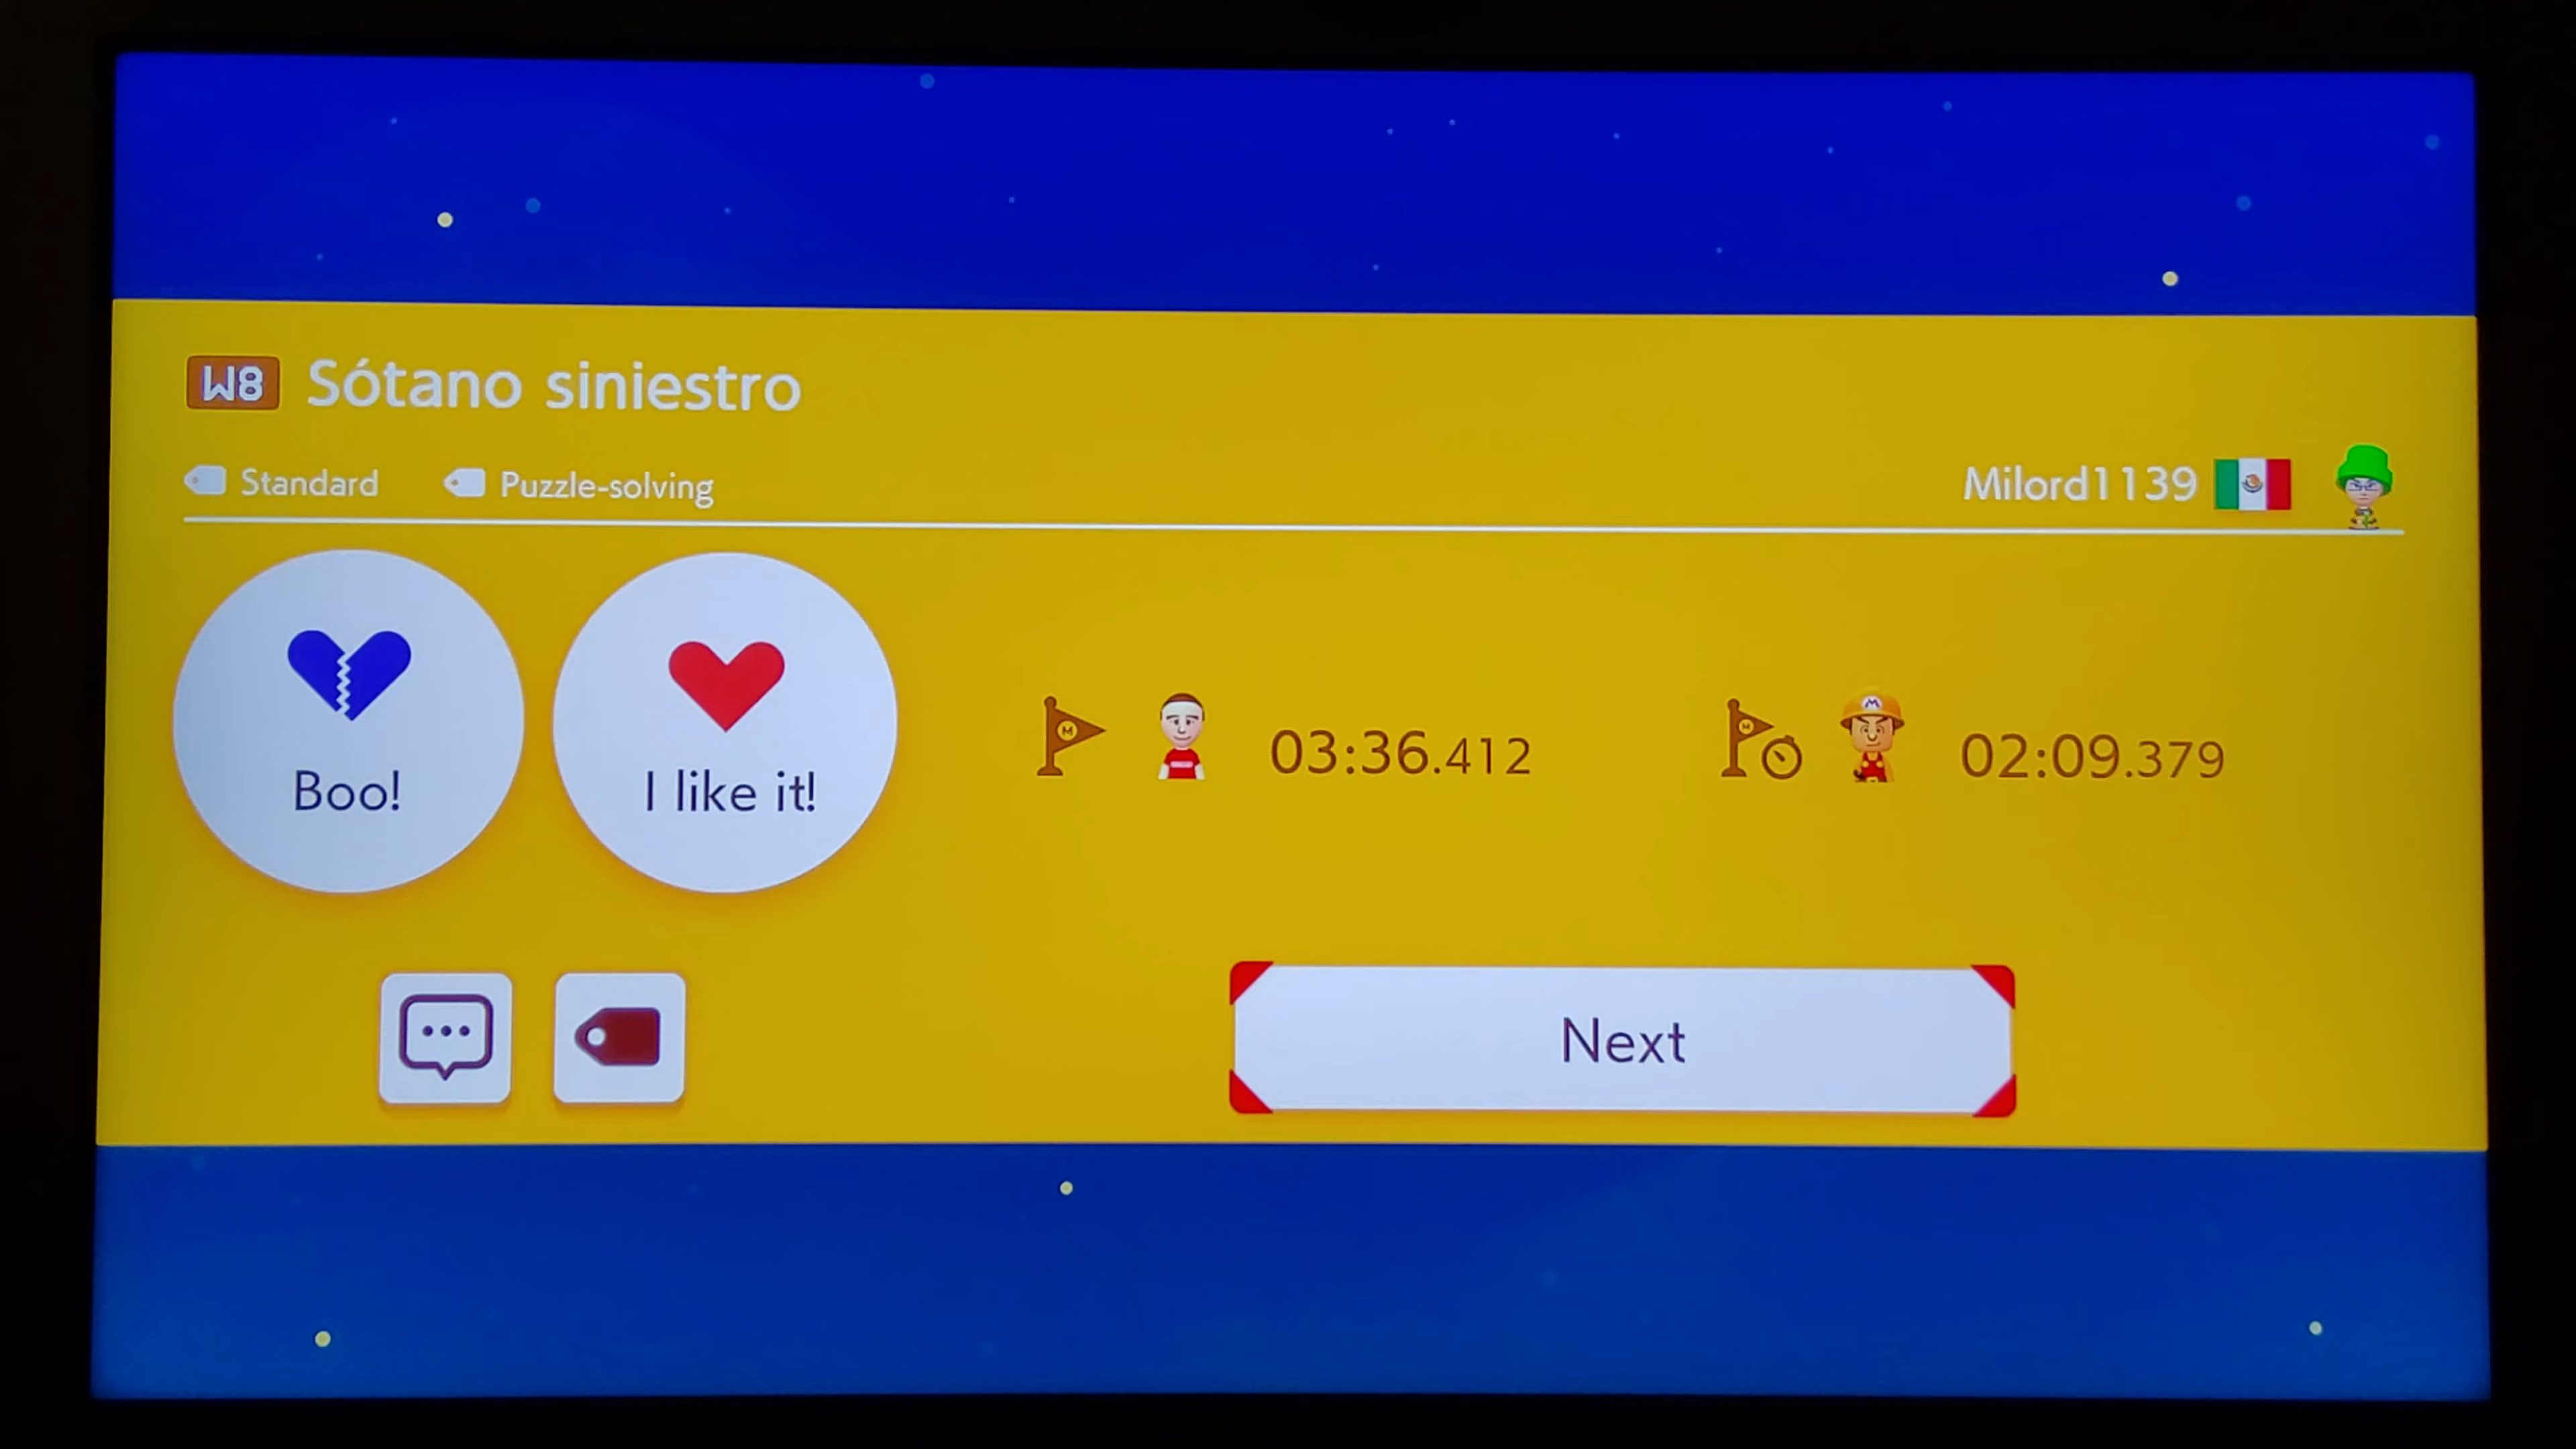 W8 Sótano siniestro
Standard Puzzle-solving Milord1139
Boo! I like it! 03:36.412 02:09.379
Next